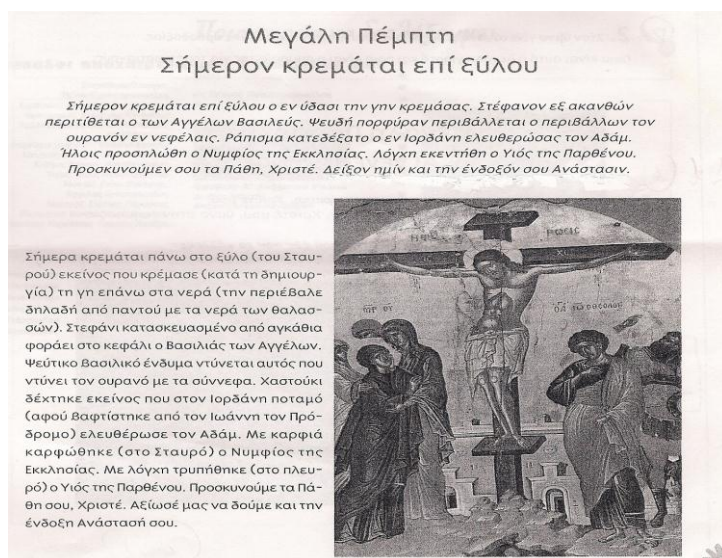 Μεγάλη Πέμπτη
Σήμερον κρεμάται επί ξύλου
Σήμερον κρεμάται επί ξύλου ο εν ύδασι την γην κρεμάσας. Στέφανον εξ ακανθών
περιτίθεται ο των Αγγέλων Βασιλεύς. Ψευδή πορφύραν περιβάλλεται ο περιβάλλων τον
ουρανόν εν νεφέλαις. Ράπισμα κατεδέξατο ο εν Ιορδάνη ελευθερώσας τον Αδάμ.
Ήλοις προσηλώθη ο Νυμφίος της Εκκλησίας. Λόγχη εκεντήθη ο Υιός της Παρθένου.
Προσκυνούμεν σου τα Πάθη, Χριστέ. Δείξον ημίν και την ένδοξόν σου Ανάστασιν.
Σήμερα κρεμάται πάνω στο ξύλο (του Σταυ-
ρού) εκείνος που κρέμασε (κατά τη δημιουρ-
γία) τη γη επάνω στα νερά (την περιέβαλε
δηλαδή από παντού με τα νερά των θαλασ-
σών). Στεφάνι κατασκευασμένο από αγκάθια
φοράει στο κεφάλι ο Βασιλιάς των Αγγέλων.
Ψεύτικο βασιλικό ένδυμα ντύνεται αυτός που
ντύνει τον ουρανό με τα σύννεφα. Χαστούκι
δέχτηκε εκείνος που στον Ιορδάνη ποταμό
(αφού βαφτίστηκε από τον Ιωάννη τον Πρό-
δρομο) ελευθέρωσε τον Αδάμ. Με καρφιά
καρφώθηκε (στο Σταυρό) ο Νυμφίος της
Εκκλησίας. Με λόγχη τρυπήθηκε (στο πλευ-
ρό) ο Υιός της Παρθένου. Προσκυνούμε τα Πά-
θη σου, Χριστέ. Αξίωσέ μας να δούμε και την
ένδοξη Ανάστασή σου.